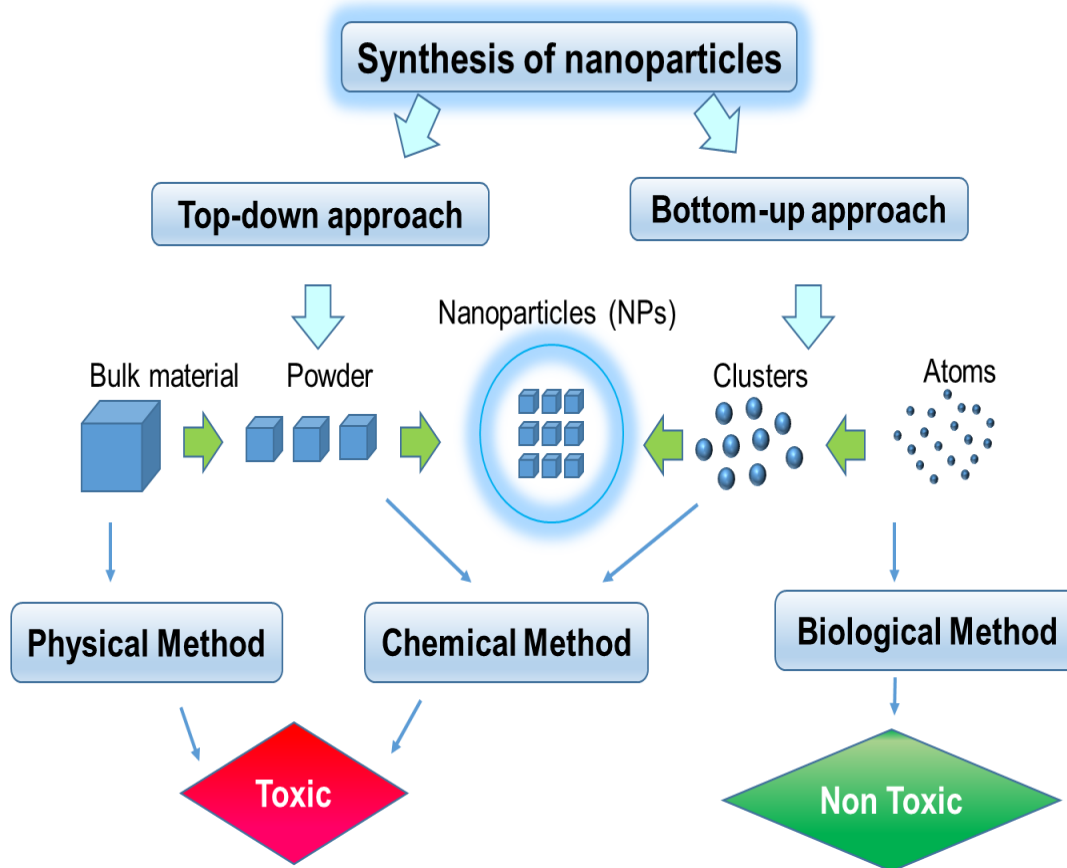 Synthesis of nanoparticles
Top-down approach
Bottom-up approach
Nanoparticles (NPs)
Bulk material
Powder
Clusters
Atoms
Physical Method
Chemical Method
Biological Method
Toxic
Non Toxic